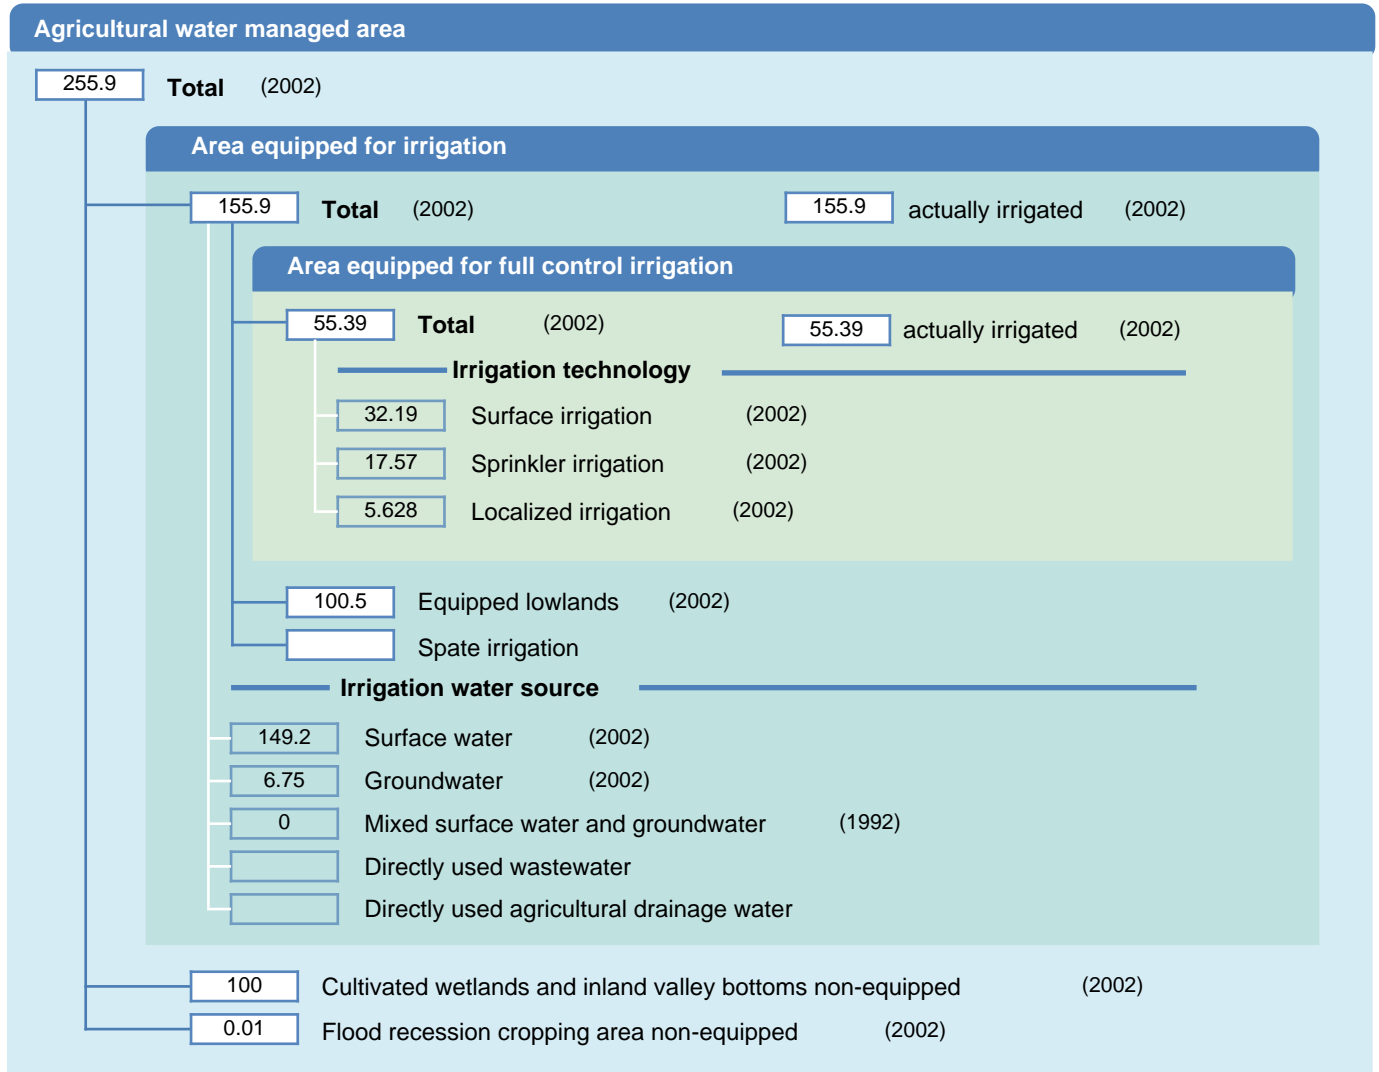 Agricultural water managed area
255.9 Total (2002)
Area equipped for irrigation
155.9 Total (2002) 155.9 actually irrigated (2002)
Area equipped for full control irrigation
55.39 Total (2002) 55.39 actually irrigated (2002)
Irrigation technology
32.19 Surface irrigation (2002)
17.57 Sprinkler irrigation (2002)
5.628 Localized irrigation (2002)
100.5 Equipped lowlands (2002)
Spate irrigation
Irrigation water source
149.2 Surface water (2002)
6.75 Groundwater (2002)
0 Mixed surface water and groundwater (1992)
Directly used wastewater
Directly used agricultural drainage water
100 Cultivated wetlands and inland valley bottoms non-equipped (2002)
0.01 Flood recession cropping area non-equipped (2002)